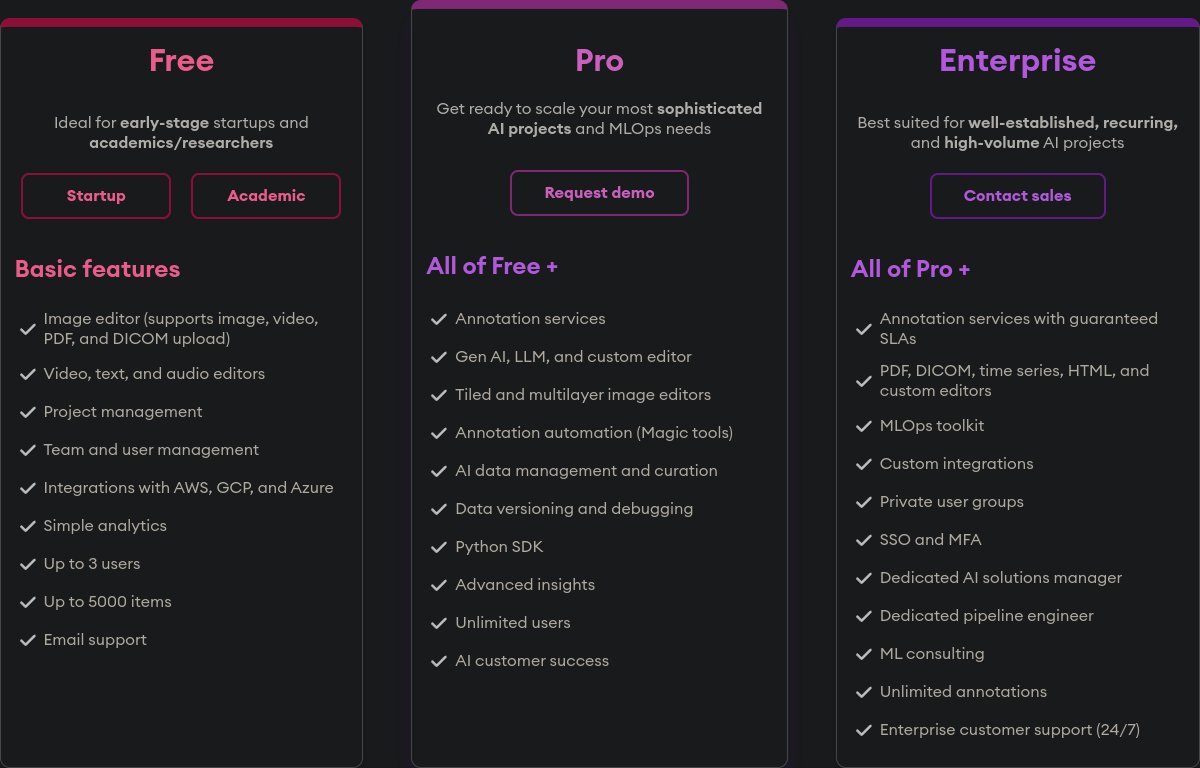 Free
Ideal for early-stage startups and
academics/researchers
Startup
Academic
Basic features
Image editor (supports image, video,
PDF, and DICOM upload)
Video, text, and audio editors
Project management
Team and user management
Integrations with AWS, GCP, and Azure
Simple analytics
Up to 3 users
Up to 5000 items
Email support
Pro
Get ready to scale your most sophisticated
AI projects and MLOps needs
Request demo
All of Free +
Annotation services
Gen AI, LLM, and custom editor
Tiled and multilayer image editors
Annotation automation (Magic tools)
AI data management and curation
Data versioning and debugging
Python SDK
Advanced insights
Unlimited users
AI customer success
Enterprise
Best suited for well-established, recurring,
and high-volume AI projects
Contact sales
All of Pro +
Annotation services with guaranteed
SLAs
PDF, DICOM, time series, HTML, and
custom editors
MLOps toolkit
Custom integrations
Private user groups
SSO and MFA
Dedicated AI solutions manager
Dedicated pipeline engineer
ML consulting
Unlimited annotations
Enterprise customer support (24/7)